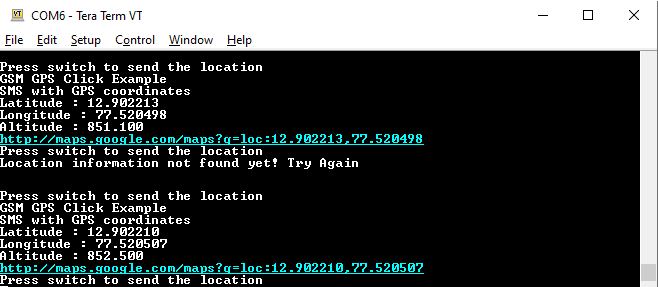 COM6 - Tera Term VT
File Edit Setup Control Window Help
Press switch to send the location
GSM GPS Click Example
SMS with GPS coordinates
Latitude : 12.902213
Longitude : 77.520498
Altitude : 851.100
http://maps.google.com/maps?q=loc:12.902213,77.520498
Press switch to send the location
Location information not found yet! Try Again
Press switch to send the location
GSM GPS Click Example
SMS with GPS coordinates
Latitude : 12.902210
Longitude : 77.520507
Altitude : 852.500
http://maps.google.com/maps?q=loc:12.902210,77.520507
Press switch to send the location